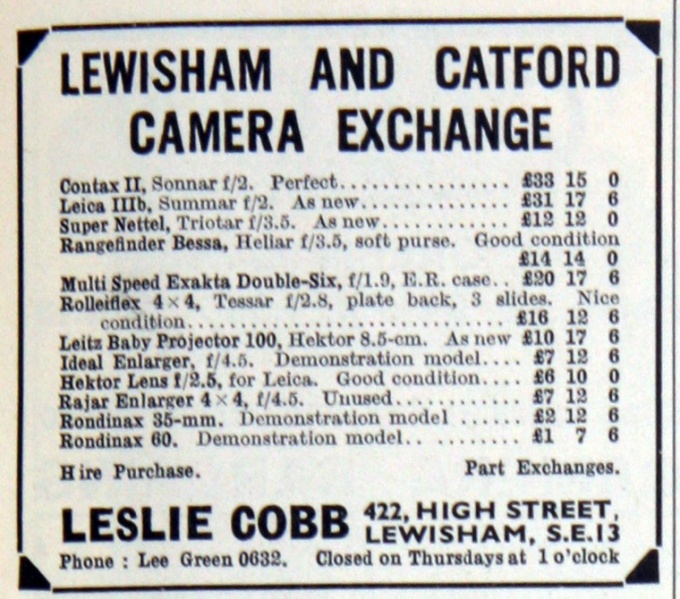 LEWISHAM AND CATFORD
CAMERA EXCHANGE
Contax II, Sonnar f/2. Perfect................ £33 15 0
Leica IIIb, Summar f/2. As new.............. £31 17 6
Super Nettel, Triotar f/3.5. As new............ £12 12 0
Rangefinder Bessa, Heliar f/3.5, soft purse. Good condition
£14 14 0
Multi Speed Exakta Double-Six, f/1.9, E.R. case.. £20 17 6
Rolleiflex 4×4, Tessar f/2.8, plate back, 3 slides. Nice
condition.............................. £16 12 6
Leitz Baby Projector 100, Hektor 8.5-cm. As new £10 17 6
Ideal Enlarger, f/4.5. Demonstration model.... £7 12 6
Hektor Lens f/2.5, for Leica. Good condition.... £6 10 0
Rajar Enlarger 4×4, f/4.5. Unused............ £7 12 6
Rondinax 35-mm. Demonstration model ...... £2 12 6
Rondinax 60. Demonstration model.. ........ £1 7 6
Hire Purchase. Part Exchanges.
LESLIE COBB 422, HIGH STREET,
LEWISHAM, S.E.13
Phone : Lee Green 0632. Closed on Thursdays at 1 o'clock